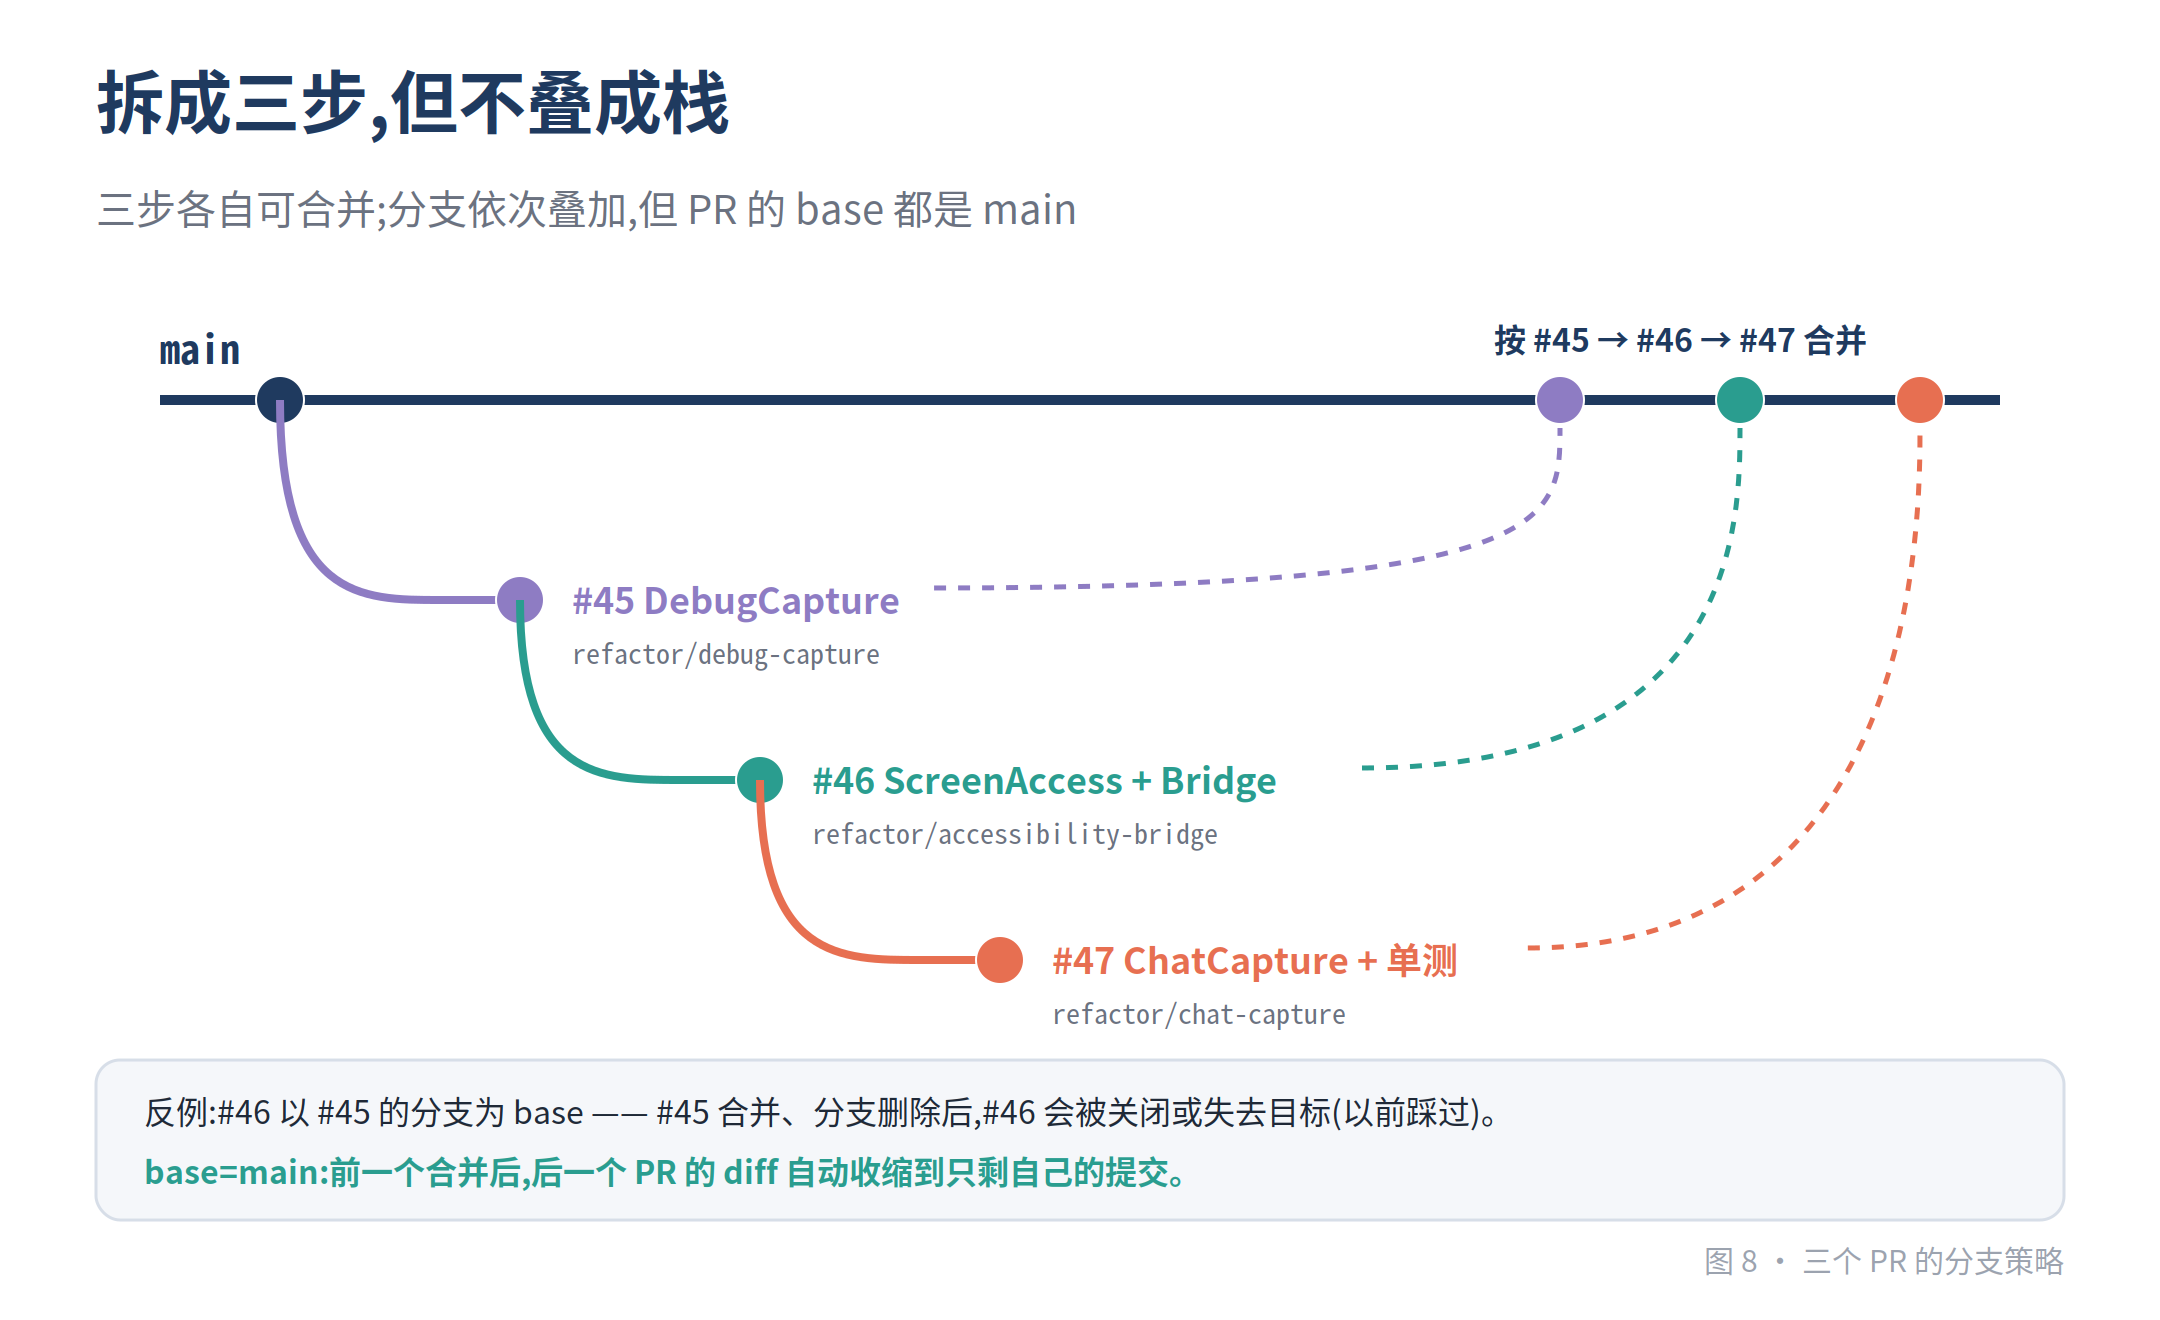 拆成三步,但不叠成栈
三步各自可合并;分支依次叠加,但 PR 的 base 都是 main
main
按 #45 → #46 → #47 合并
#45 DebugCapture
refactor/debug-capture
#46 ScreenAccess + Bridge
refactor/accessibility-bridge
#47 ChatCapture + 单测
refactor/chat-capture
反例:#46 以 #45 的分支为 base —— #45 合并、分支删除后,#46 会被关闭或失去目标(以前踩过)。
base=main:前一个合并后,后一个 PR 的 diff 自动收缩到只剩自己的提交。
图 8 · 三个 PR 的分支策略